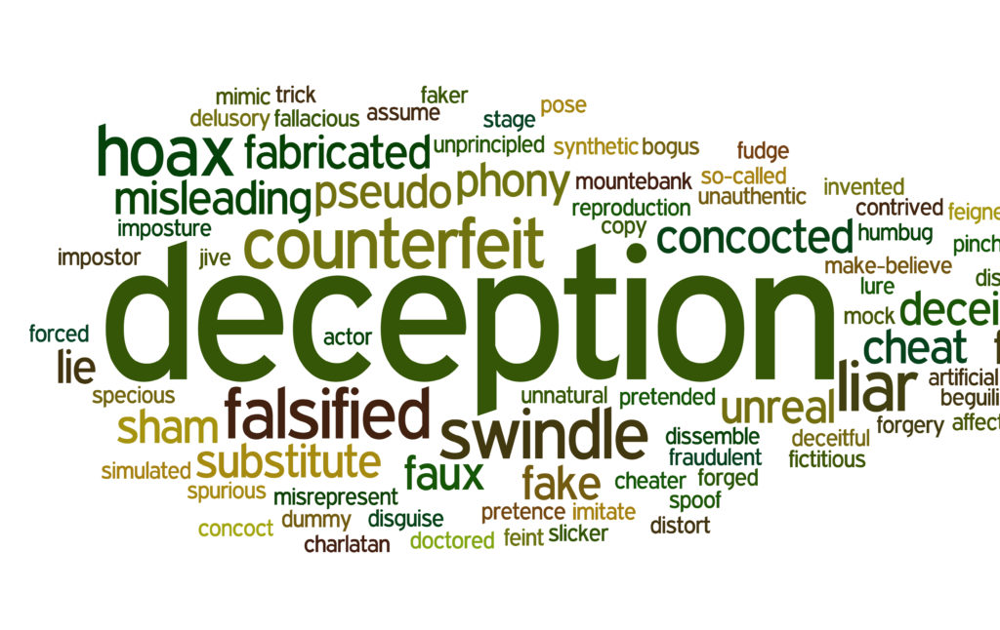 mimic trick faker pose
delusory fallacious assume stage
hoax fabricated unprincipled synthetic bogus fudge
misleading pseudo phony mountebank so-called invented
reproduction unauthentic contrived feigne
imposture counterfeit copy concocted humbug pinch
impostor jive make-believe
deception lure dis
forced actor mock decei
lie cheat f
specious unnatural pretended unreal liar artificial
beguili
sham falsified swindle dissemble deceitful forgery affect
simulated substitute faux fraudulent fictitious
spurious misrepresent fake cheater forged
concoct dummy disguise pretence imitate spoof
charlatan doctored feint slicker distort